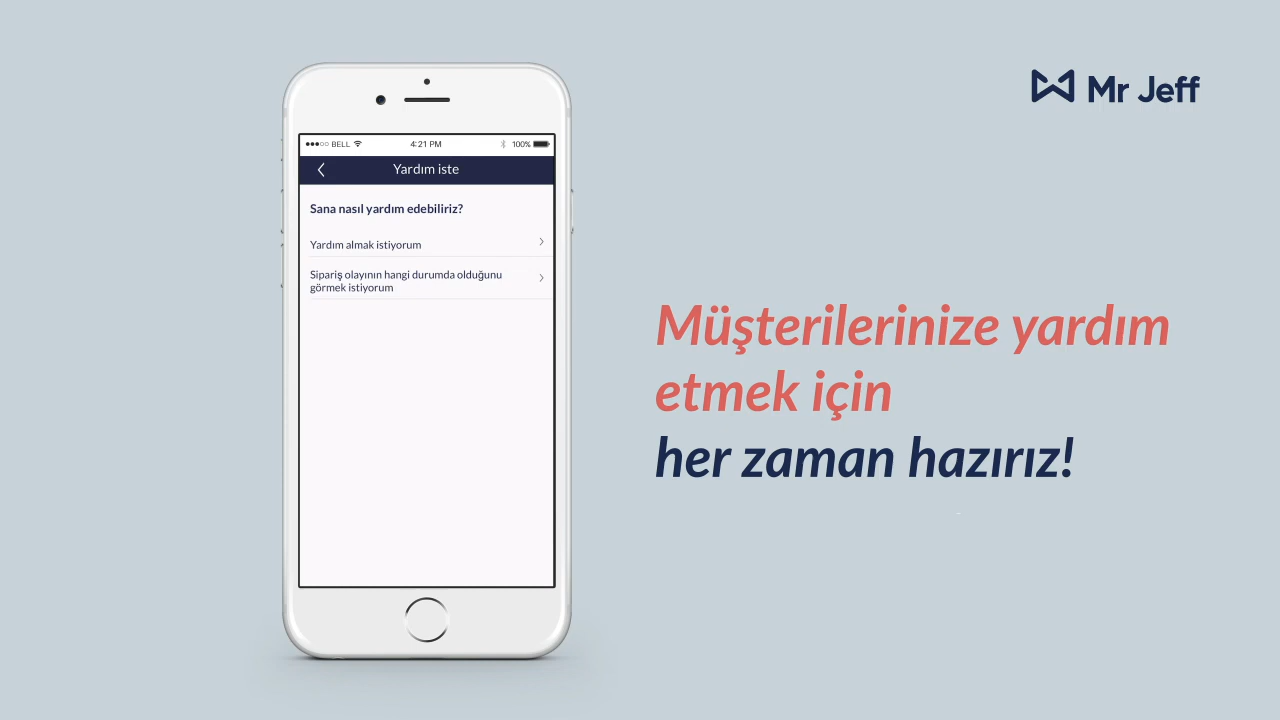 Mr Jeff
BELL 4:21 PM 100%
Yardım iste
Sana nasıl yardım edebiliriz?
Yardım almak istiyorum
Sipariş olayının hangi durumda olduğunu
görmek istiyorum
Müşterilerinize yardım
etmek için
her zaman hazırız!